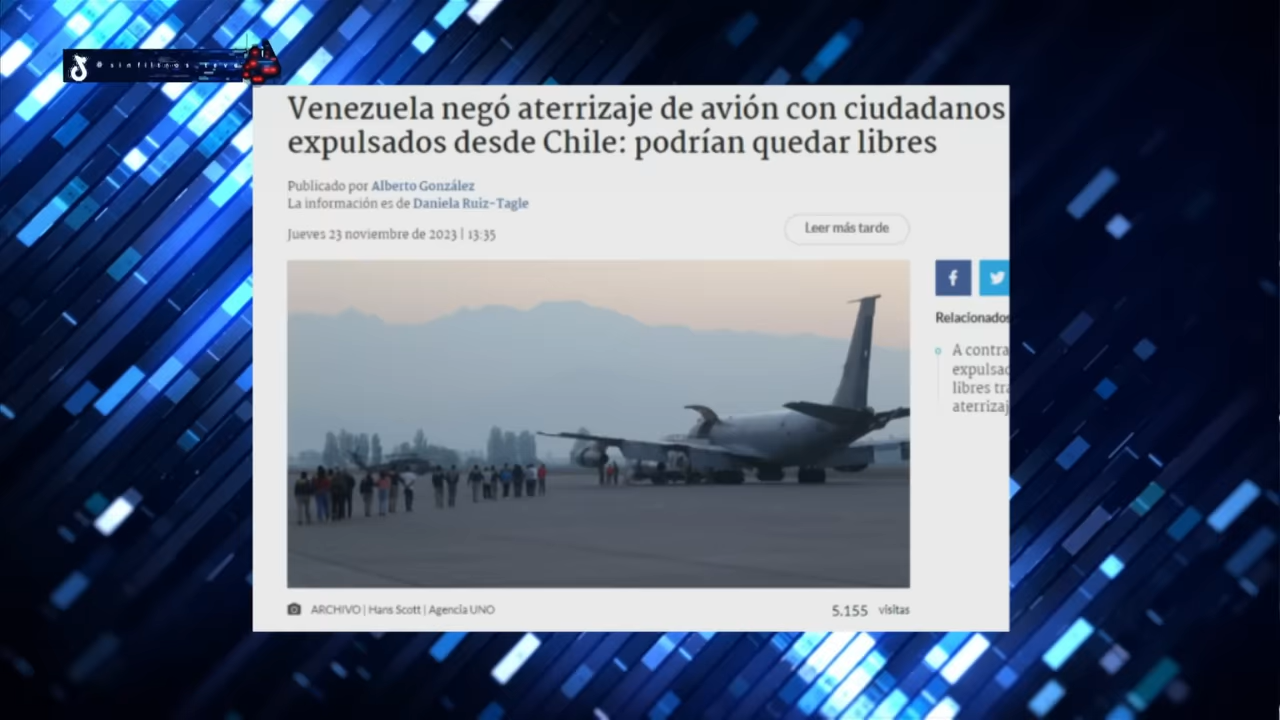 @sinfiltros_tves
Venezuela negó aterrizaje de avión con ciudadanos
expulsados desde Chile: podrían quedar libres
Publicado por Alberto González
La información es de Daniela Ruiz-Tagle
Jueves 23 noviembre de 2023 | 13:35
Leer más tarde
Relacionados
A contra
expulsad
libres tra
aterrizaj
ARCHIVO | Hans Scott | Agencia UNO
5.155 visitas